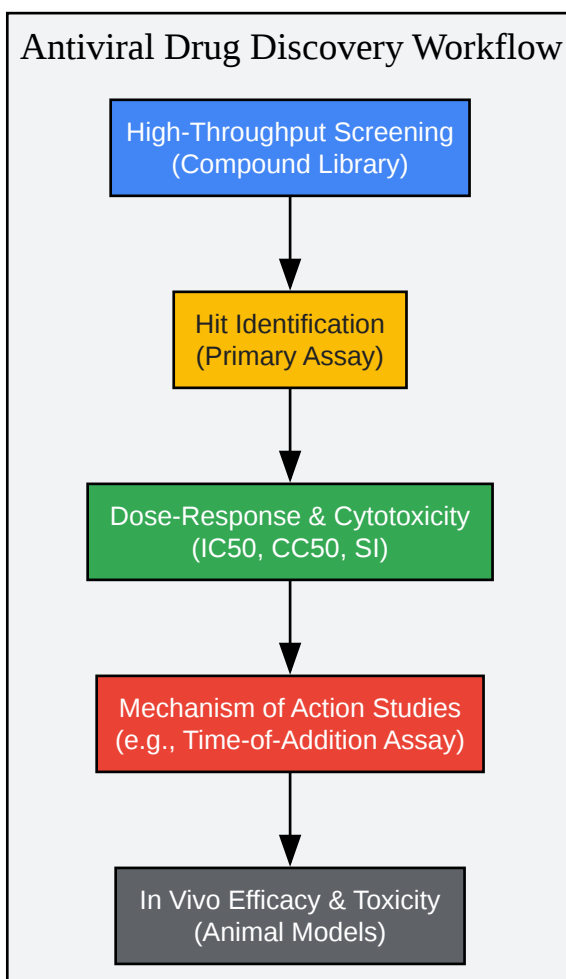 Antiviral Drug Discovery Workflow
High-Throughput Screening
(Compound Library)
Hit Identification
(Primary Assay)
Dose-Response & Cytotoxicity
(IC50, CC50, SI)
Mechanism of Action Studies
(e.g., Time-of-Addition Assay)
In Vivo Efficacy & Toxicity
(Animal Models)